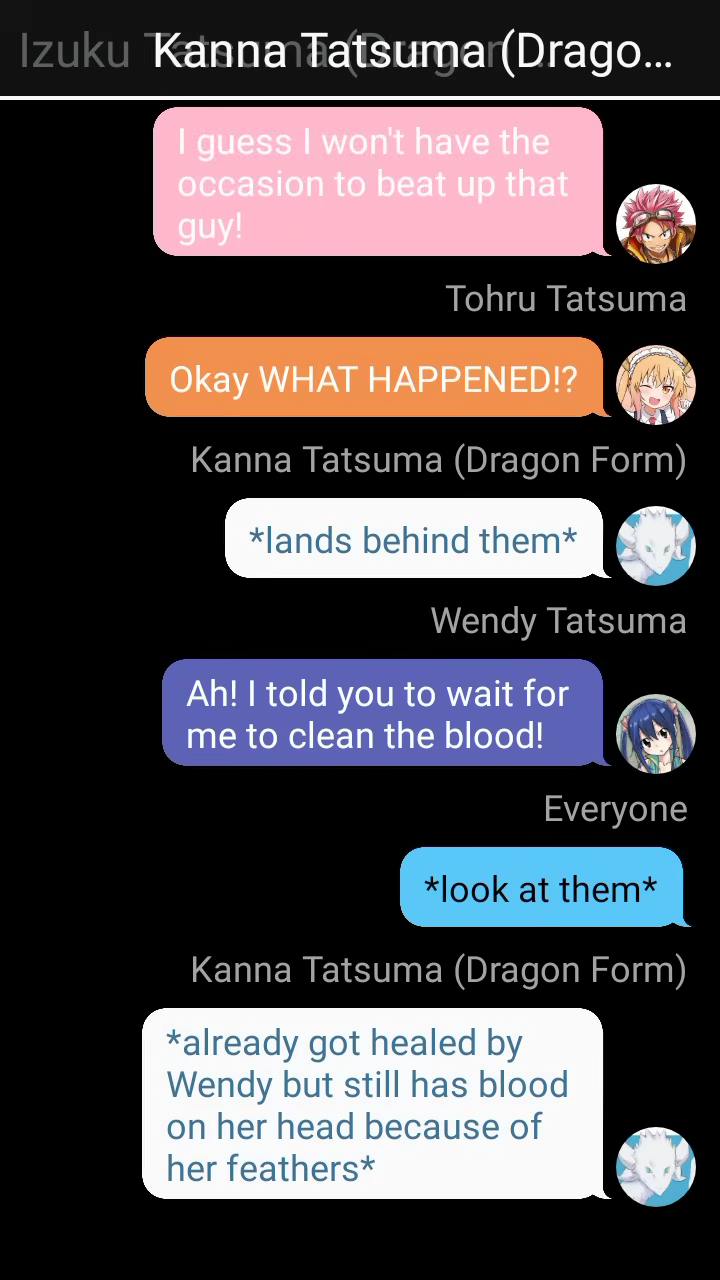 Izuku Tatsuma (Dragon ...
Kanna Tatsuma (Drago...
I guess I won't have the
occasion to beat up that
guy!
Tohru Tatsuma
Okay WHAT HAPPENED!?
Kanna Tatsuma (Dragon Form)
*lands behind them*
Wendy Tatsuma
Ah! I told you to wait for
me to clean the blood!
Everyone
*look at them*
Kanna Tatsuma (Dragon Form)
*already got healed by
Wendy but still has blood
on her head because of
her feathers*